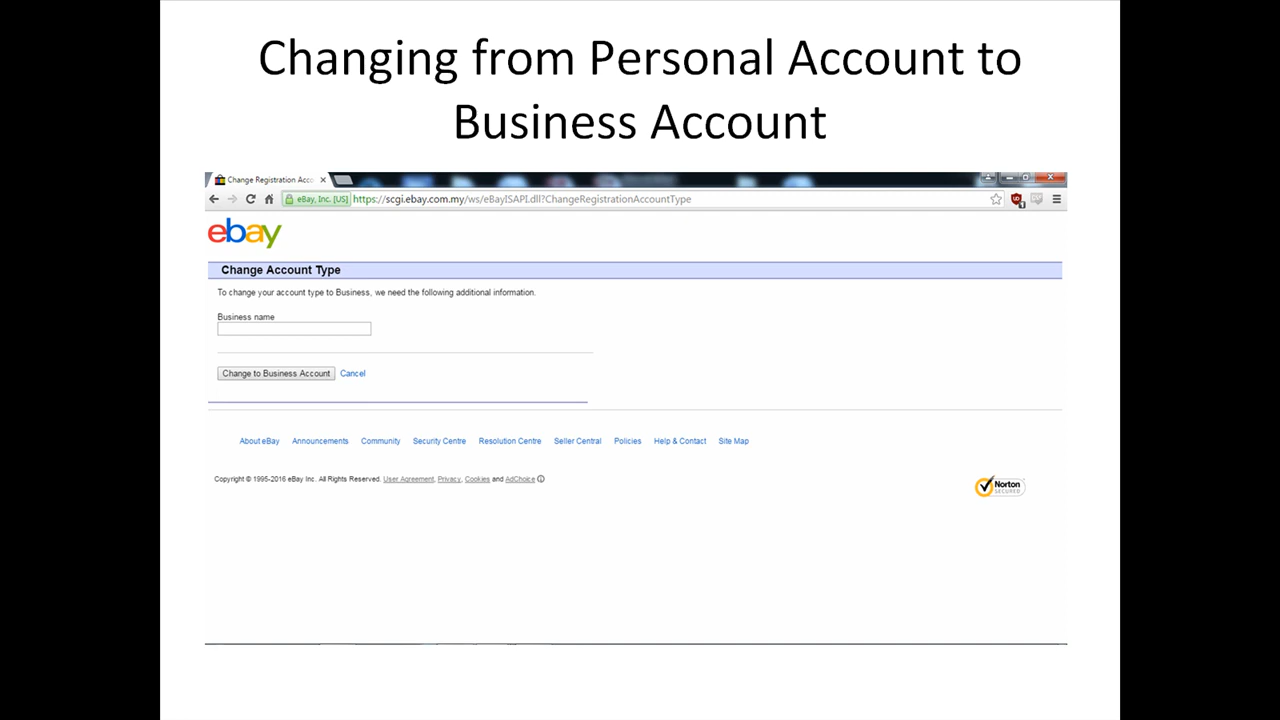 Changing from Personal Account to
Business Account
Change Registration Acco
eBay, Inc. [US] https://scgi.ebay.com.my/ws/eBayISAPI.dll?ChangeRegistrationAccountType
ebay
Change Account Type
To change your account type to Business, we need the following additional information.
Business name
Change to Business Account Cancel
About eBay Announcements Community Security Centre Resolution Centre Seller Central Policies Help & Contact Site Map
Copyright © 1995-2016 eBay Inc. All Rights Reserved. User Agreement, Privacy, Cookies and AdChoice
Norton
SECURED